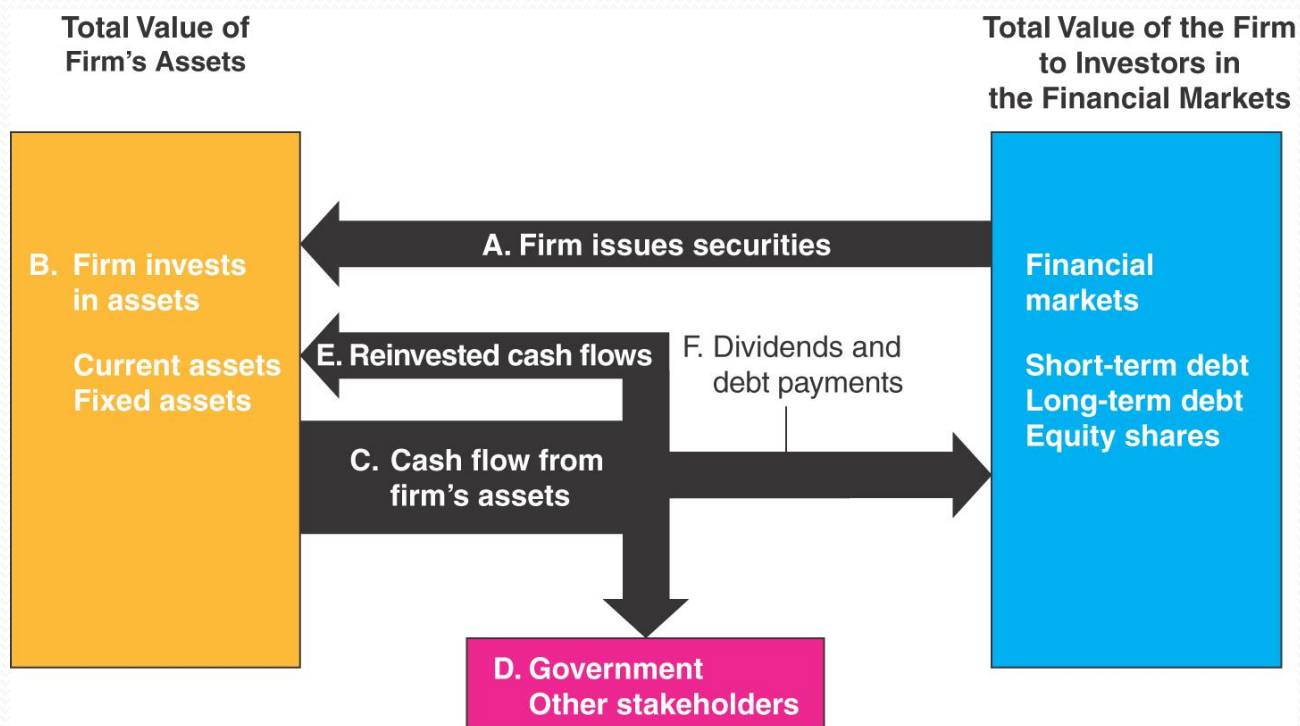 Total Value of
Firm's Assets
Total Value of the Firm
to Investors in
the Financial Markets
A. Firm issues securities
B. Firm invests
in assets
Current assets
Fixed assets
E. Reinvested cash flows
F. Dividends and
debt payments
C. Cash flow from
firm's assets
Financial
markets
Short-term debt
Long-term debt
Equity shares
D. Government
Other stakeholders